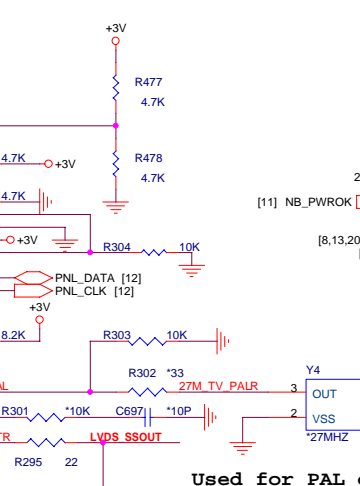 +3V
R477
4.7K
4.7K
+3V
R478
4.7K
4.7K
2
[11] NB_PWROK
+3V
[8,13,20
R304
10K
PNL_DATA [12]
PNL_CLK [12]
+3V
8.2K
R303
10K
R302
*33
Y4
AL
27M_TV_PALR
3
OUT
R301
*10K
C697
*10P
2
VSS
TR
LVDS_SSOUT
*27MHZ
R295
22
Used for PAL